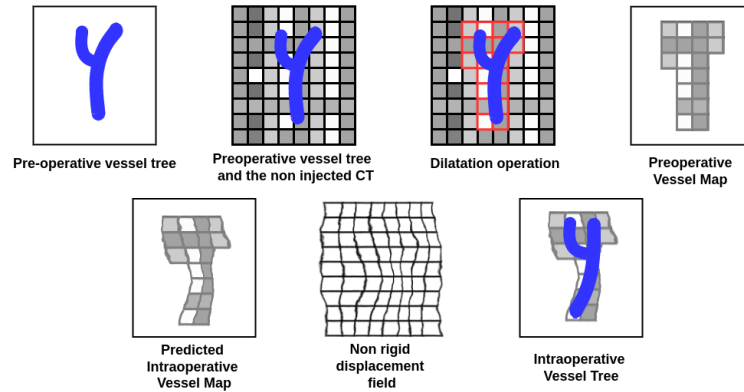 Pre-operative vessel tree
Preoperative vessel tree
and the non injected CT
Dilatation operation
Preoperative
Vessel Map
Predicted
Intraoperative
Vessel Map
Non rigid
displacement
field
Intraoperative
Vessel Tree